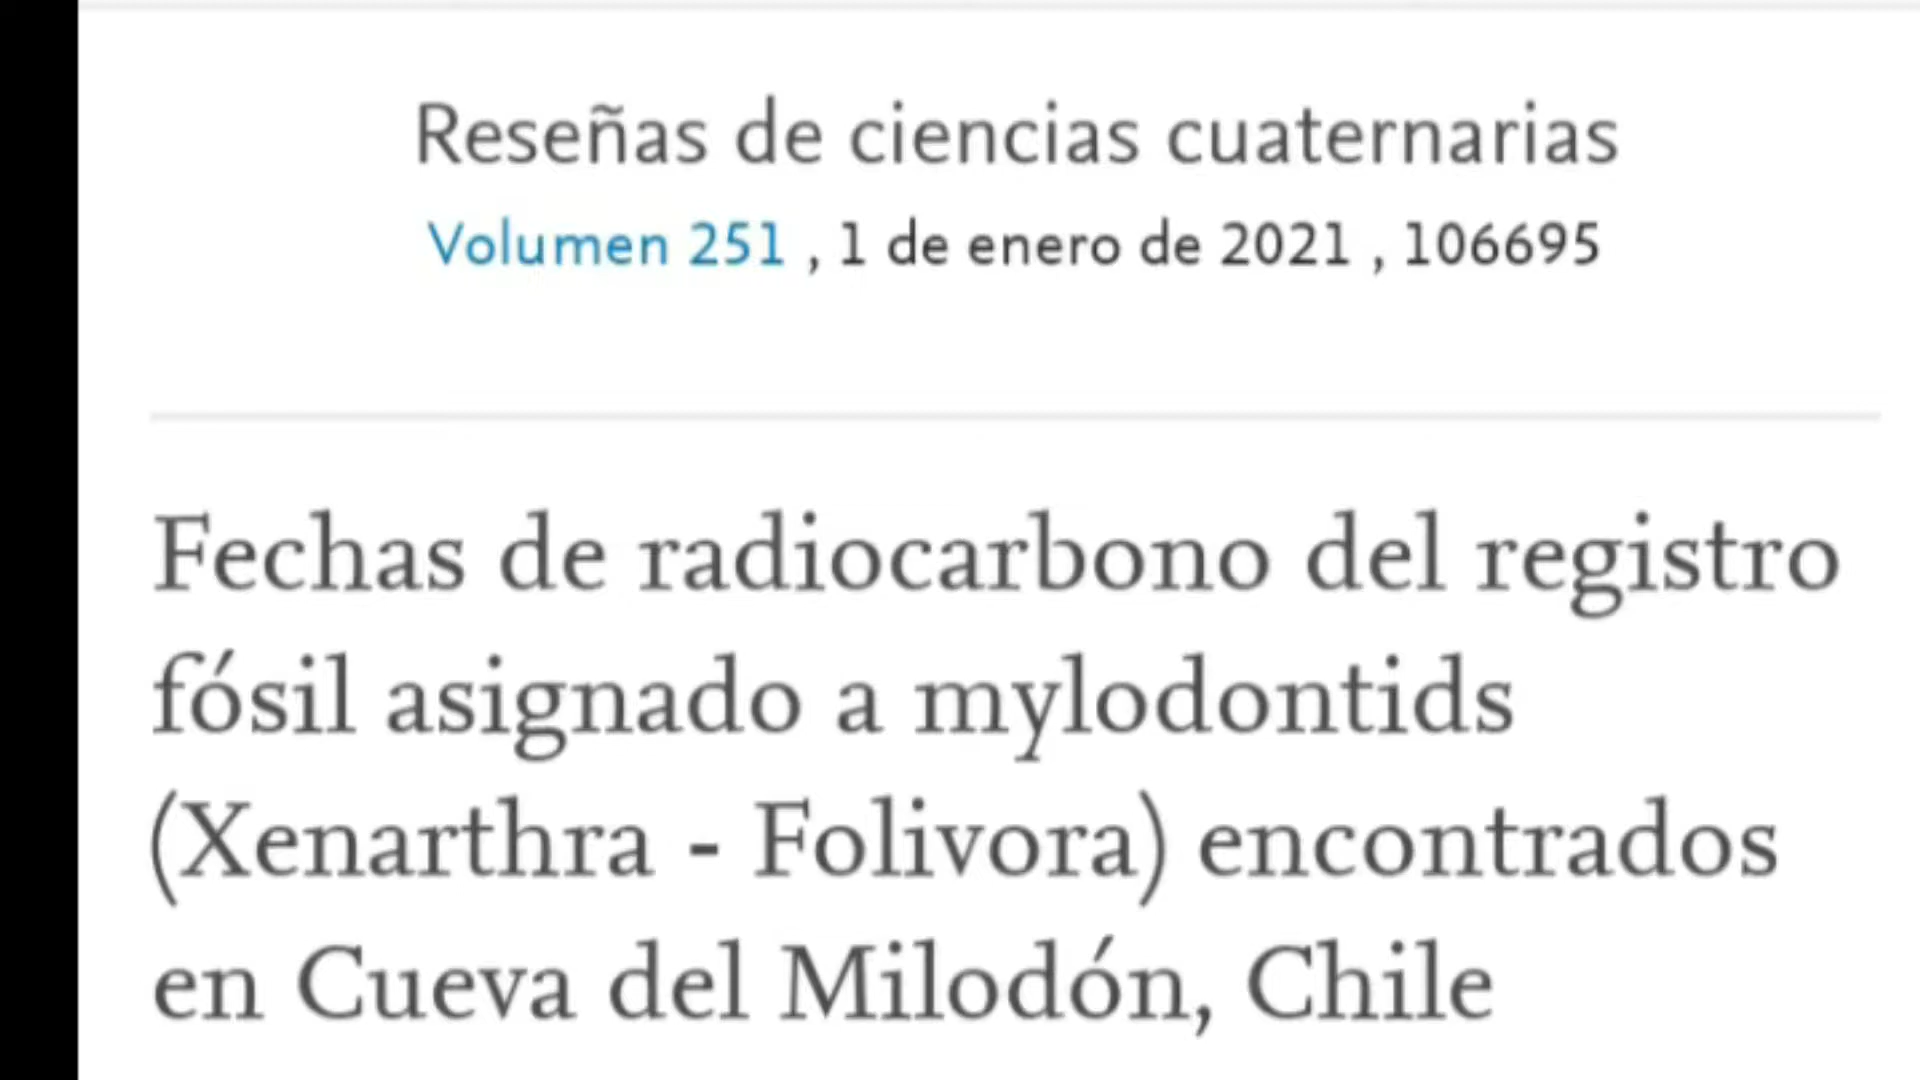 Reseñas de ciencias cuaternarias
Volumen 251 , 1 de enero de 2021 , 106695
Fechas de radiocarbono del registro
fósil asignado a mylodontids
(Xenarthra - Folivora) encontrados
en Cueva del Milodón, Chile